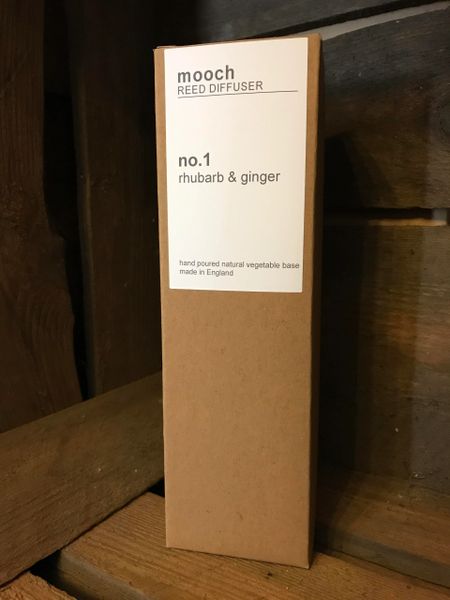 mooch
REED DIFFUSER
no.1
rhubarb & ginger
hand poured natural vegetable base
made in England